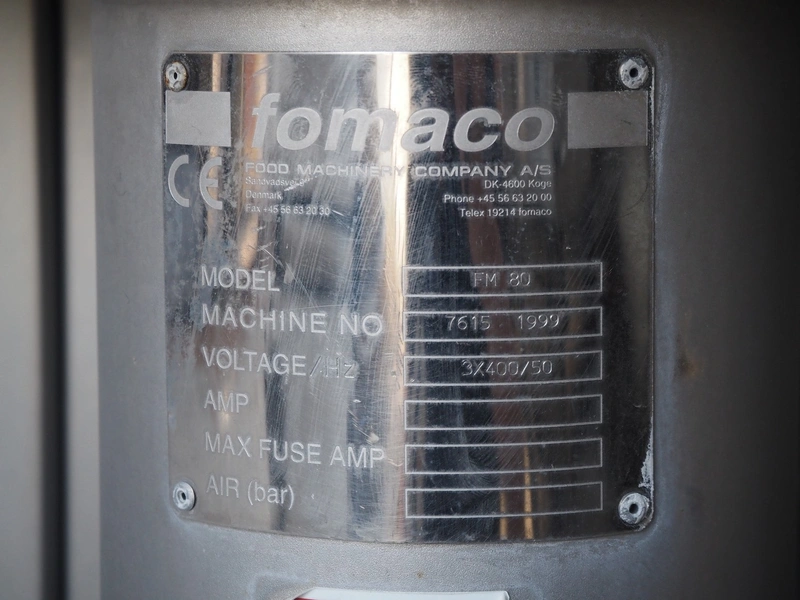 fomaco
CE
FOOD MACHINERY COMPANY A/S
DK-4600 Koge
Denmark Phone +45 56 63 20 00
Fax +45 56 63 20 30 Telex 19214 fomaco
MODEL FM 80
MACHINE NO 7615 1999
VOLTAGE/Hz 3X400/50
AMP
MAX FUSE AMP
AIR (bar)